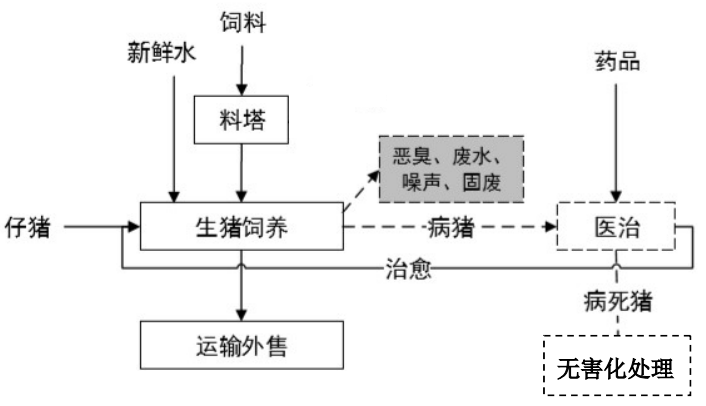 饲料
新鲜水
药品
料塔
恶臭、废水、
噪声、固废
仔猪
生猪饲养
病猪
医治
治愈
病死猪
运输外售
无害化处理